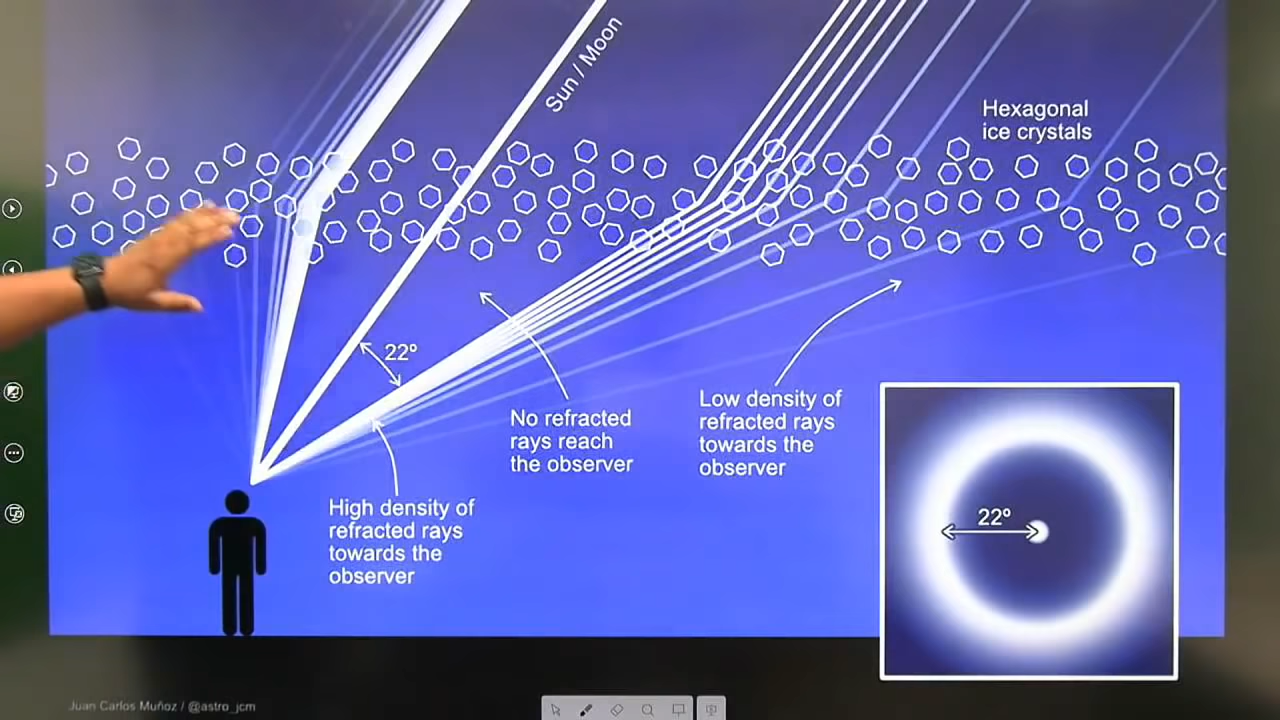 Sun / Moon
Hexagonal
ice crystals
22º
No refracted
rays reach
the observer
Low density of
refracted rays
towards the
observer
High density of
refracted rays
towards the
observer
22º
Juan Carlos Muñoz / @astro_jcm